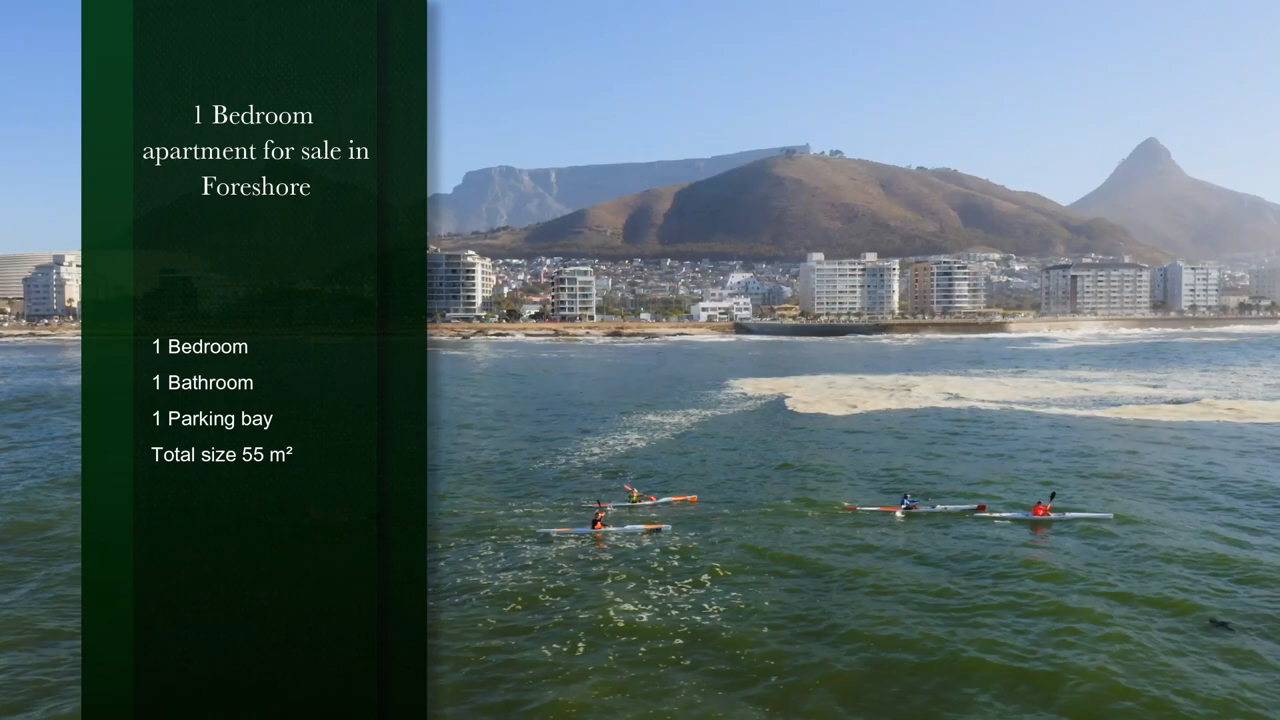 1 Bedroom
apartment for sale in
Foreshore
1 Bedroom
1 Bathroom
1 Parking bay
Total size 55 m²